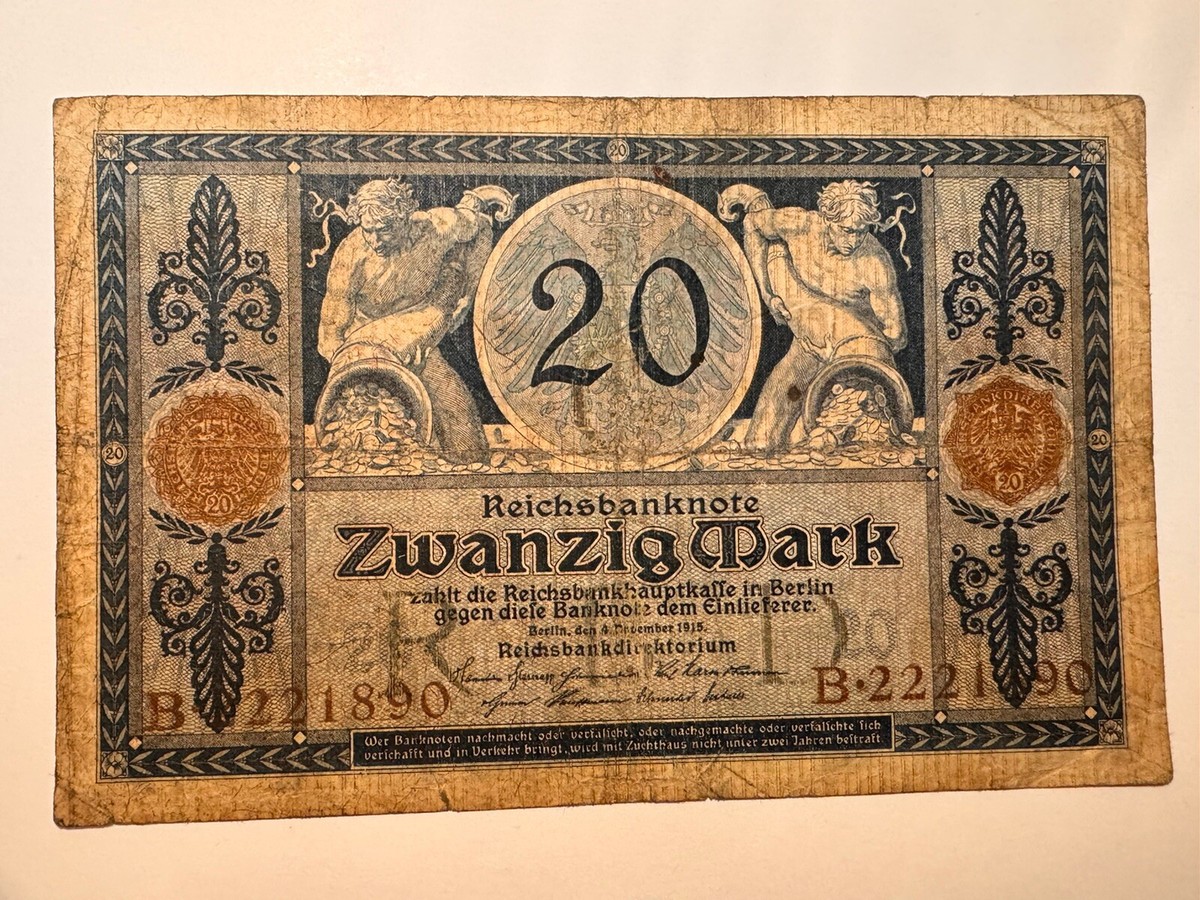 20
20
20
20
20
20
Reichsbanknote
Zwanzig Mark
zahlt die Reichsbankhauptkasse in Berlin
gegen diese Banknote dem Einlieferer.
Berlin, den 4. November 1915.
Reichsbankdirektorium
B·2221890
B·2221890
Wer Banknoten nachmacht oder verfälscht, oder nachgemachte oder verfälschte sich
verschafft und in Verkehr bringt, wird mit Zuchthaus nicht unter zwei Jahren bestraft